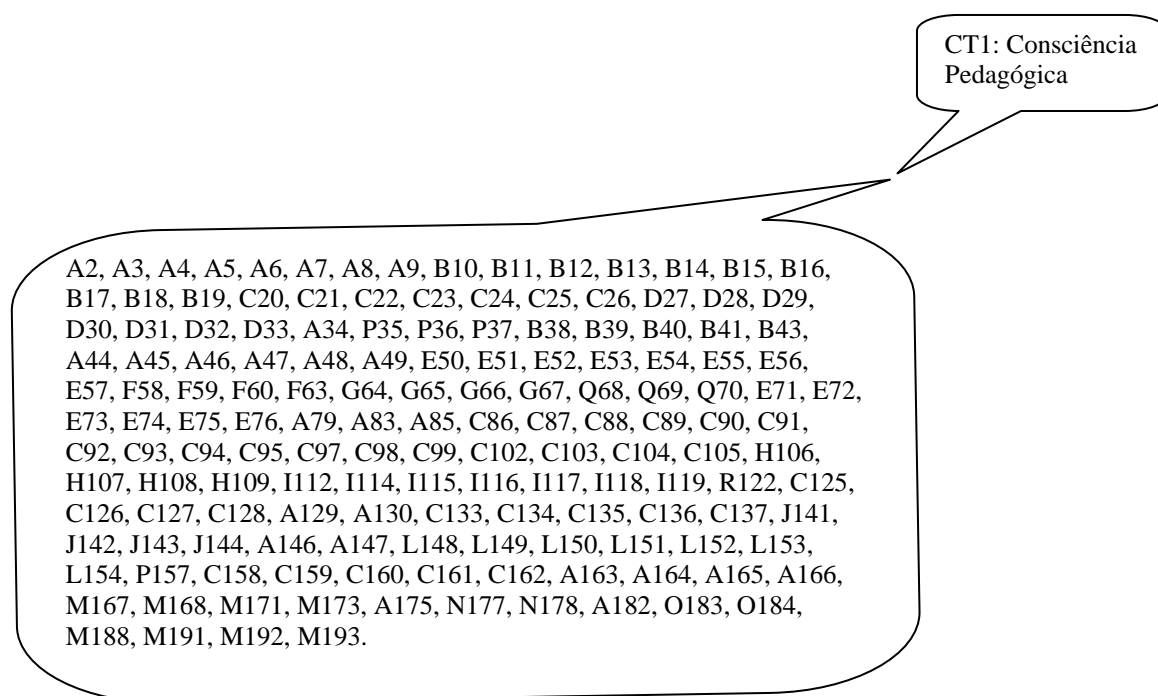 CT1: Consciência
Pedagógica
A2, A3, A4, A5, A6, A7, A8, A9, B10, B11, B12, B13, B14, B15, B16,
B17, B18, B19, C20, C21, C22, C23, C24, C25, C26, D27, D28, D29,
D30, D31, D32, D33, A34, P35, P36, P37, B38, B39, B40, B41, B43,
A44, A45, A46, A47, A48, A49, E50, E51, E52, E53, E54, E55, E56,
E57, F58, F59, F60, F63, G64, G65, G66, G67, Q68, Q69, Q70, E71, E72,
E73, E74, E75, E76, A79, A83, A85, C86, C87, C88, C89, C90, C91,
C92, C93, C94, C95, C97, C98, C99, C102, C103, C104, C105, H106,
H107, H108, H109, I112, I114, I115, I116, I117, I118, I119, R122, C125,
C126, C127, C128, A129, A130, C133, C134, C135, C136, C137, J141,
J142, J143, J144, A146, A147, L148, L149, L150, L151, L152, L153,
L154, P157, C158, C159, C160, C161, C162, A163, A164, A165, A166,
M167, M168, M171, M173, A175, N177, N178, A182, O183, O184,
M188, M191, M192, M193.